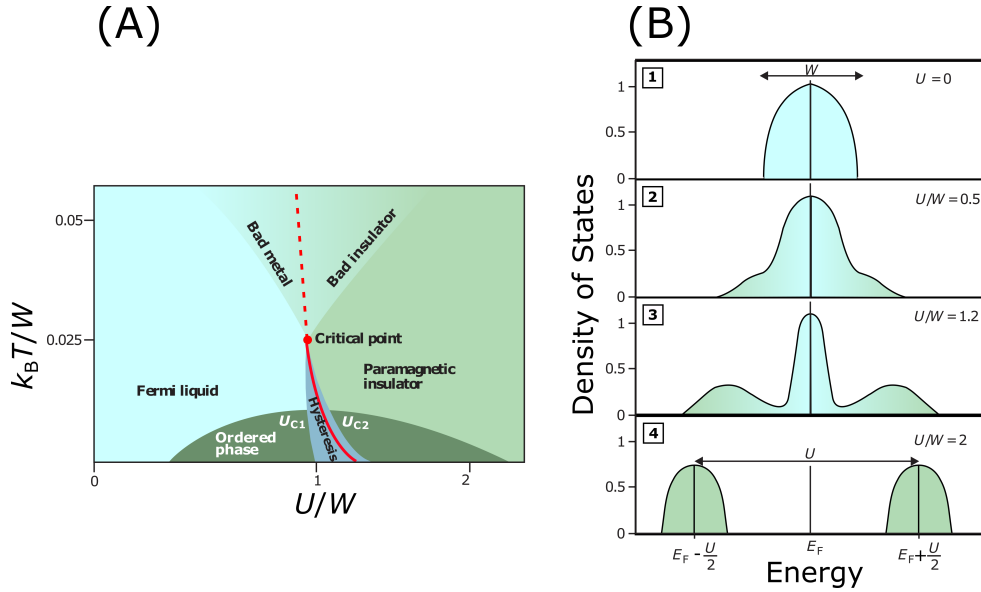 (A)
0.05
0.025
k_BT/W
Bad metal
Bad insulator
Critical point
Fermi liquid
Paramagnetic
insulator
U_C1
U_C2
Hysteresis
Ordered
phase
0
1
2
U/W
(B)
Density of States
1
W
U = 0
1
0.5
0
2
U/W = 0.5
1
0.5
0
3
U/W = 1.2
1
0.5
0
4
U/W = 2
U
0.5
0
E_F - U/2
E_F
E_F + U/2
Energy